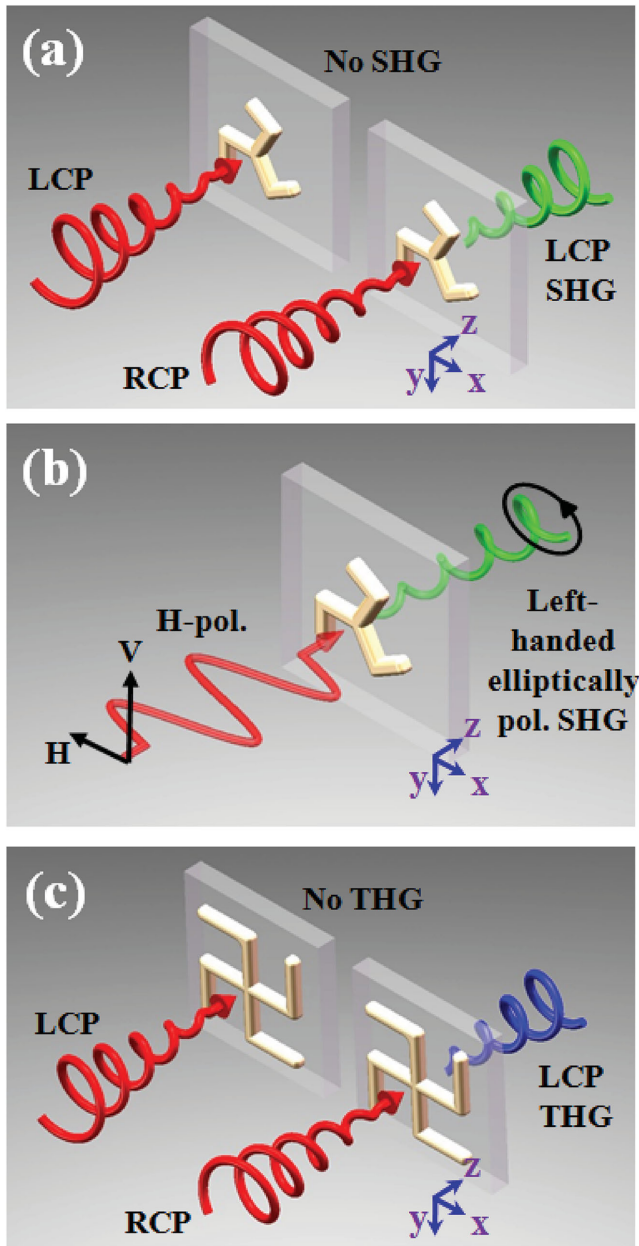 (a)
No SHG
LCP
LCP
SHG
RCP
z
y
x
(b)
H-pol.
V
H
Left-
handed
elliptically
pol. SHG
z
y
x
(c)
No THG
LCP
LCP
THG
RCP
z
y
x